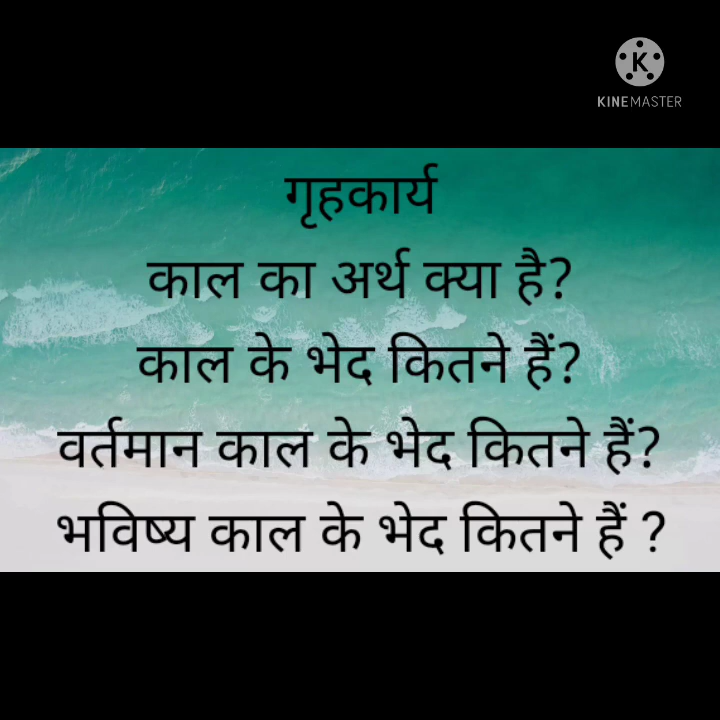 KINEMASTER
गृहकार्य
काल का अर्थ क्या है?
काल के भेद कितने हैं?
वर्तमान काल के भेद कितने हैं?
भविष्य काल के भेद कितने हैं ?